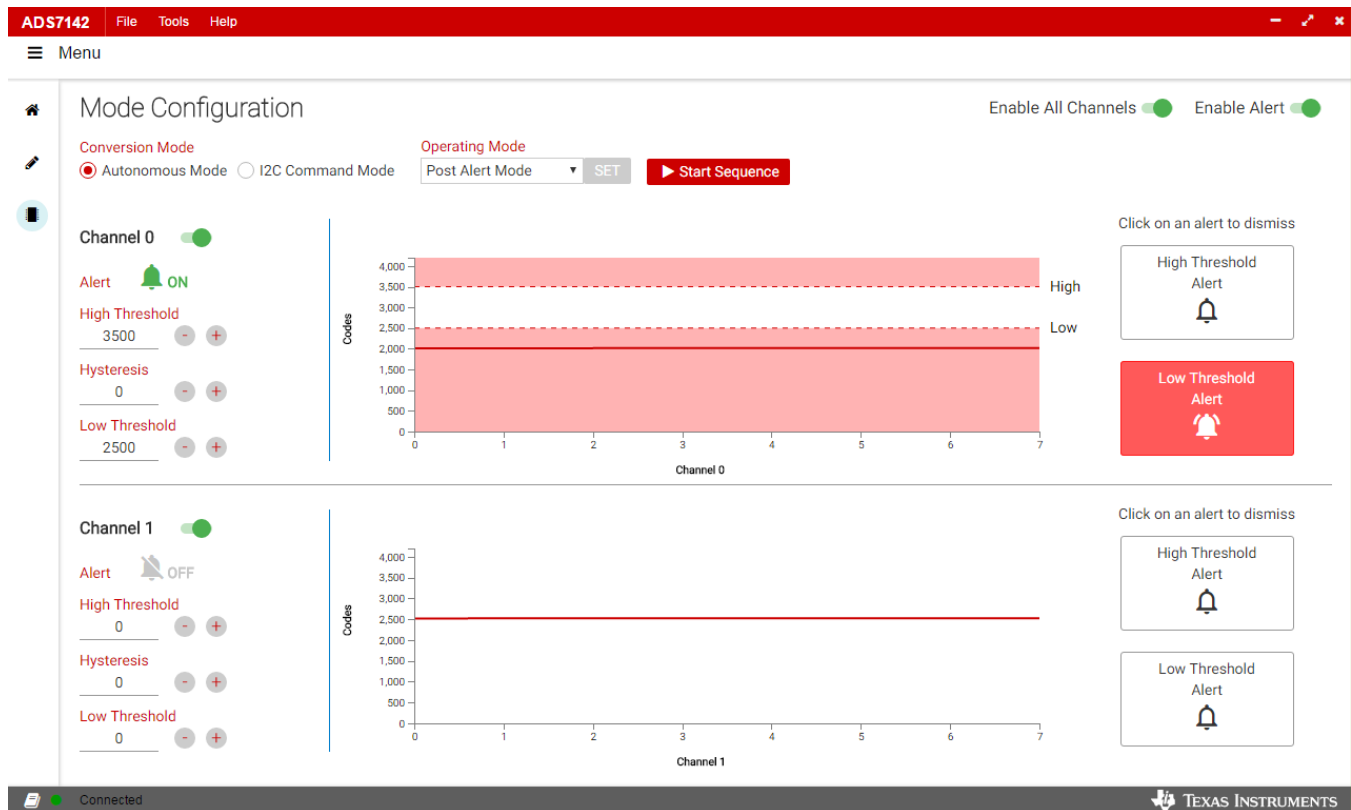 ADS7142 File Tools Help
Menu
Mode Configuration
Enable All Channels
Enable Alert
Conversion Mode
Autonomous Mode
I2C Command Mode
Operating Mode
Post Alert Mode
SET
Start Sequence
Channel 0
Alert
ON
High Threshold
3500
-
+
Hysteresis
0
-
+
Low Threshold
2500
-
+
Codes
4,000
3,500
3,000
2,500
2,000
1,500
1,000
500
0
0 1 2 3 4 5 6 7
Channel 0
High
Low
Click on an alert to dismiss
High Threshold
Alert
Low Threshold
Alert
Channel 1
Alert
OFF
High Threshold
0
-
+
Hysteresis
0
-
+
Low Threshold
0
-
+
Codes
4,000
3,500
3,000
2,500
2,000
1,500
1,000
500
0
0 1 2 3 4 5 6 7
Channel 1
Click on an alert to dismiss
High Threshold
Alert
Low Threshold
Alert
Connected
TEXAS INSTRUMENTS